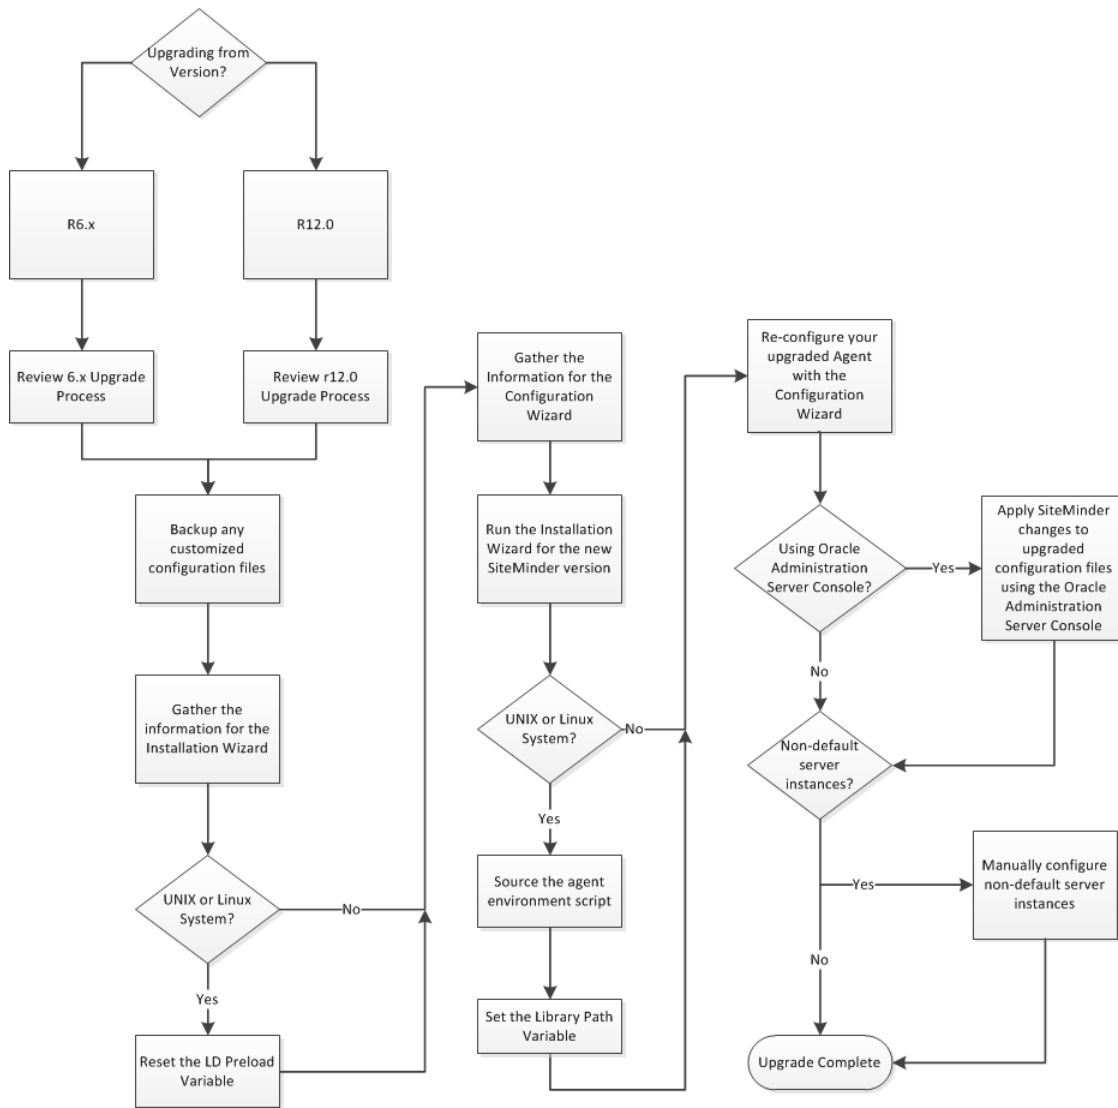 Upgrading from
Version?
R6.x
R12.0
Review 6.x Upgrade
Process
Review r12.0
Upgrade Process
Backup any
customized
configuration files
Gather the
information for the
Installation Wizard
UNIX or Linux
System?
No
Yes
Reset the LD Preload
Variable
Gather the
Information for the
Configuration
Wizard
Run the Installation
Wizard for the new
SiteMinder version
UNIX or Linux
System?
No
Yes
Source the agent
environment script
Set the Library Path
Variable
Re-configure your
upgraded Agent
with the
Configuration
Wizard
Using Oracle
Administration
Server Console?
Yes
Apply SiteMinder
changes to
upgraded
configuration files
using the Oracle
Administration
Server Console
No
Non-default
server
instances?
Yes
Manually configure
non-default server
instances
No
Upgrade Complete